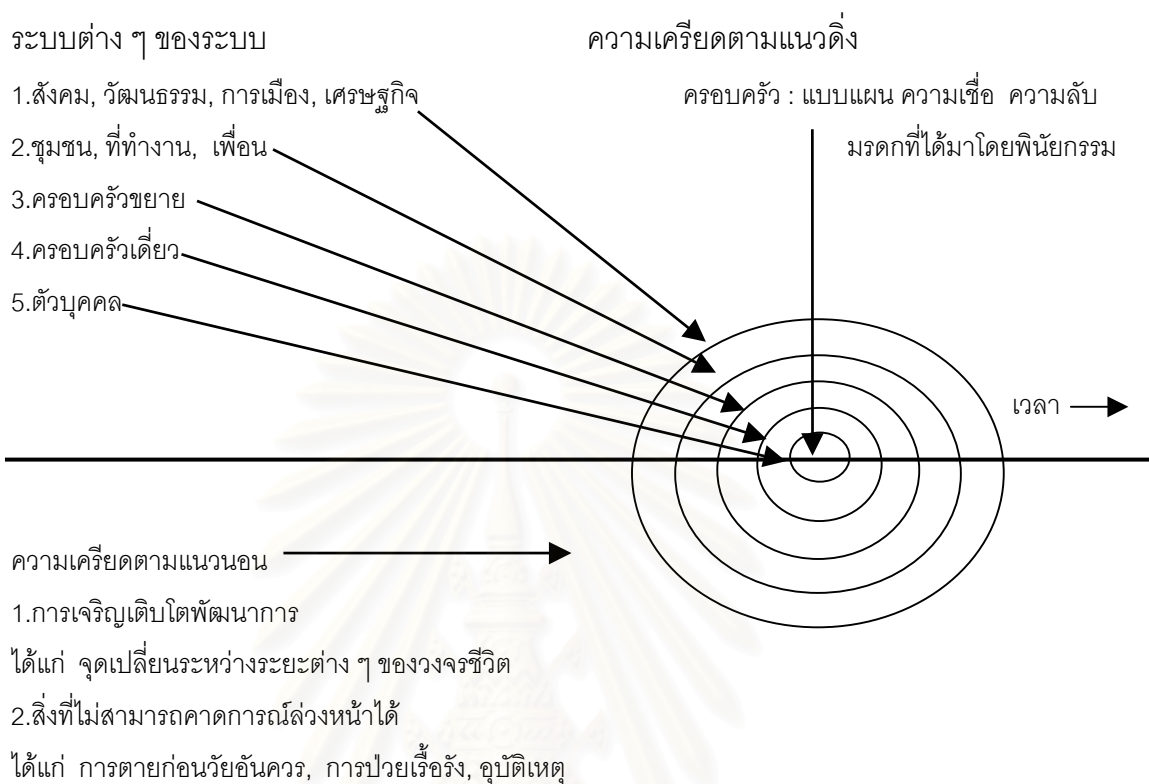 ระบบต่าง ๆ ของระบบ
ความเครียดตามแนวดิ่ง
1.สังคม, วัฒนธรรม, การเมือง, เศรษฐกิจ
ครอบครัว : แบบแผน ความเชื่อ ความลับ
2.ชุมชน, ที่ทำงาน, เพื่อน
มรดกที่ได้มาโดยพินัยกรรม
3.ครอบครัวขยาย
4.ครอบครัวเดี่ยว
5.ตัวบุคคล
เวลา
ความเครียดตามแนวนอน
1.การเจริญเติบโตพัฒนาการ
ได้แก่ จุดเปลี่ยนระหว่างระยะต่าง ๆ ของวงจรชีวิต
2.สิ่งที่ไม่สามารถคาดการณ์ล่วงหน้าได้
ได้แก่ การตายก่อนวัยอันควร, การป่วยเรื้อรัง, อุบัติเหตุ